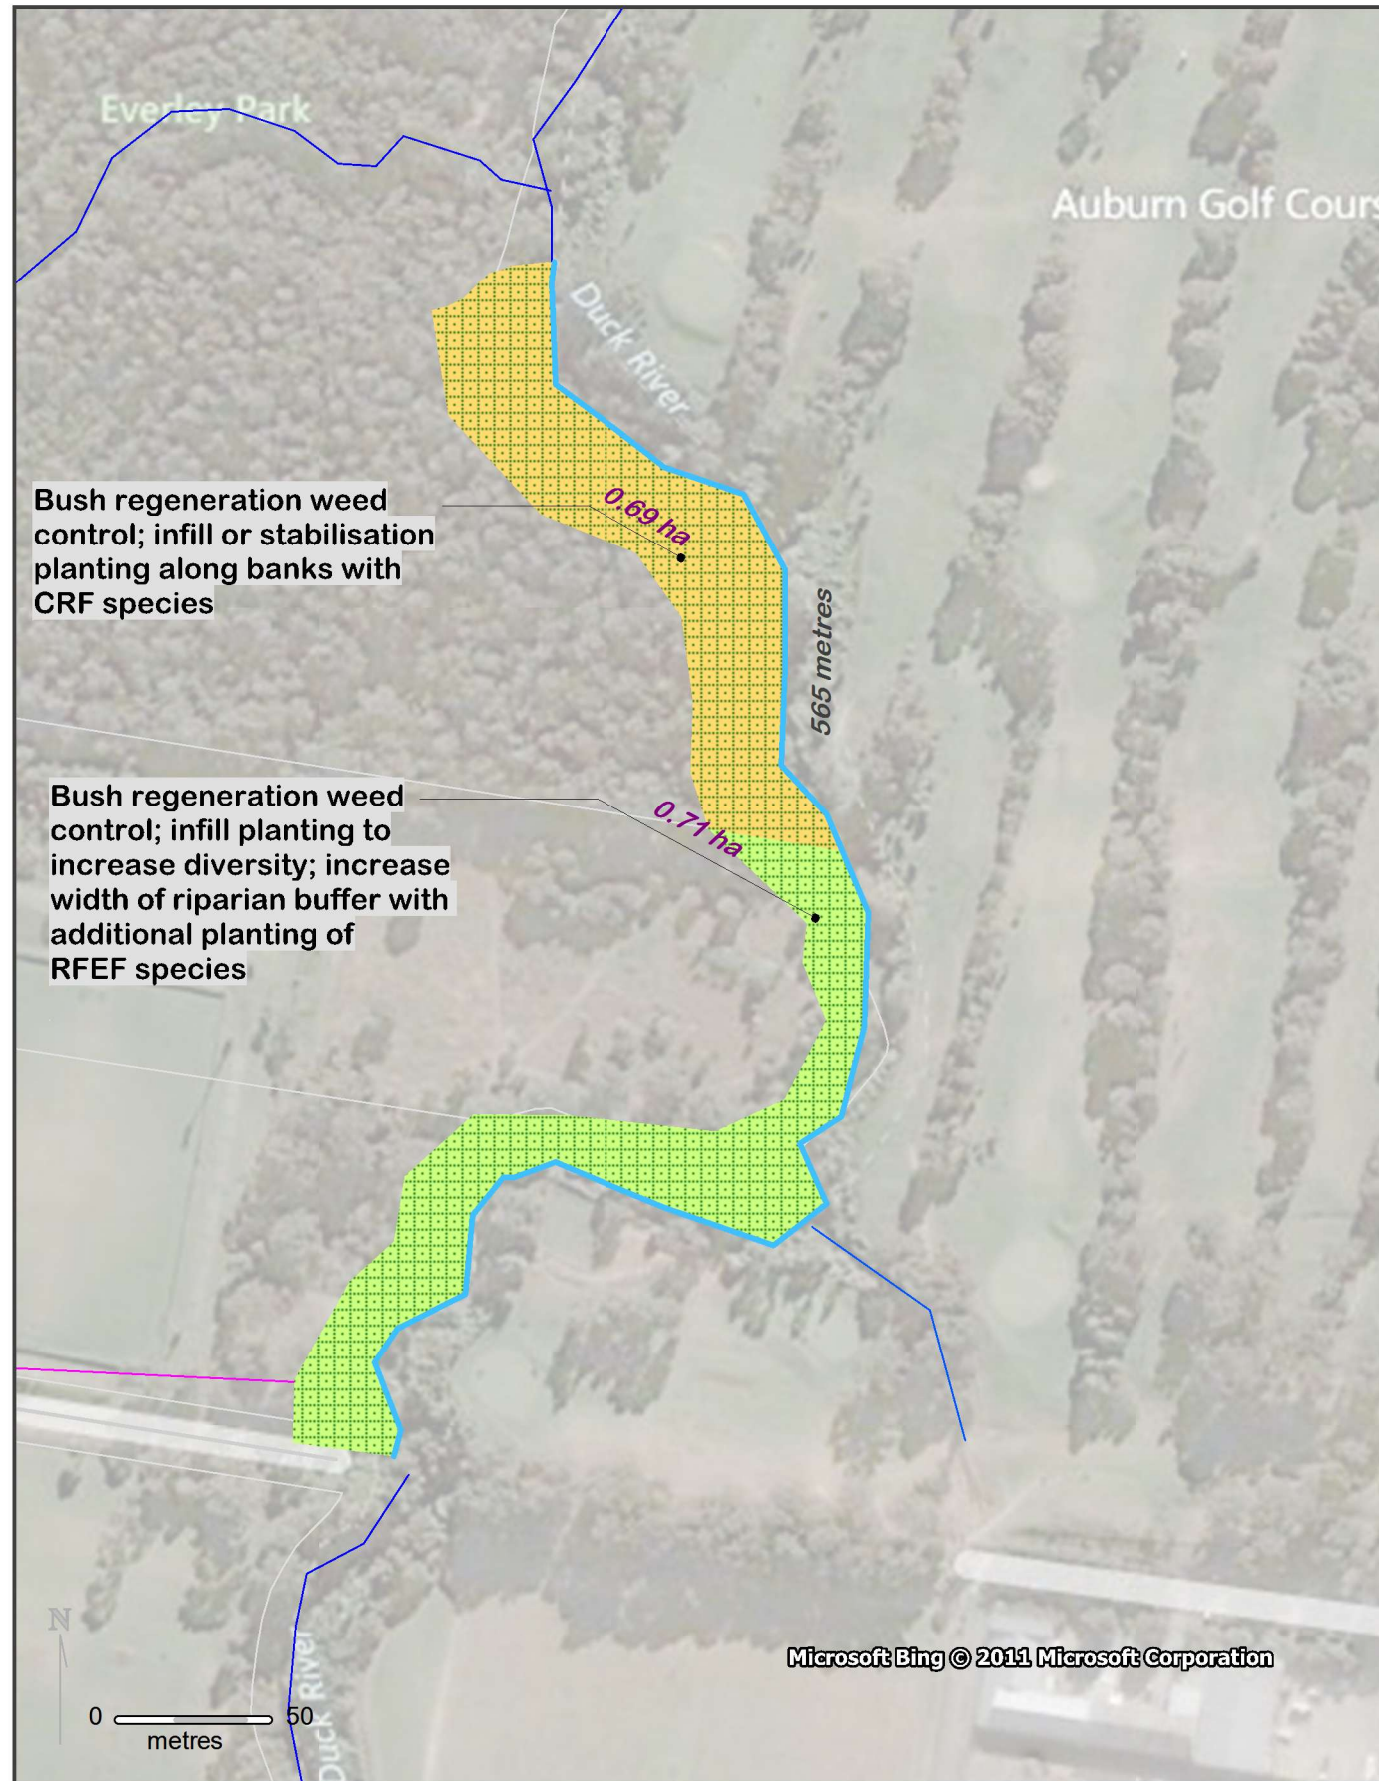 Everley Park
Auburn Golf Cours
Duck River
Bush regeneration weed
control; infill or stabilisation
planting along banks with
CRF species
0.69 ha
565 metres
Bush regeneration weed
control; infill planting to
increase diversity; increase
width of riparian buffer with
additional planting of
RFEF species
0.71 ha
N
Duck River
Microsoft Bing © 2011 Microsoft Corporation
0 50
metres